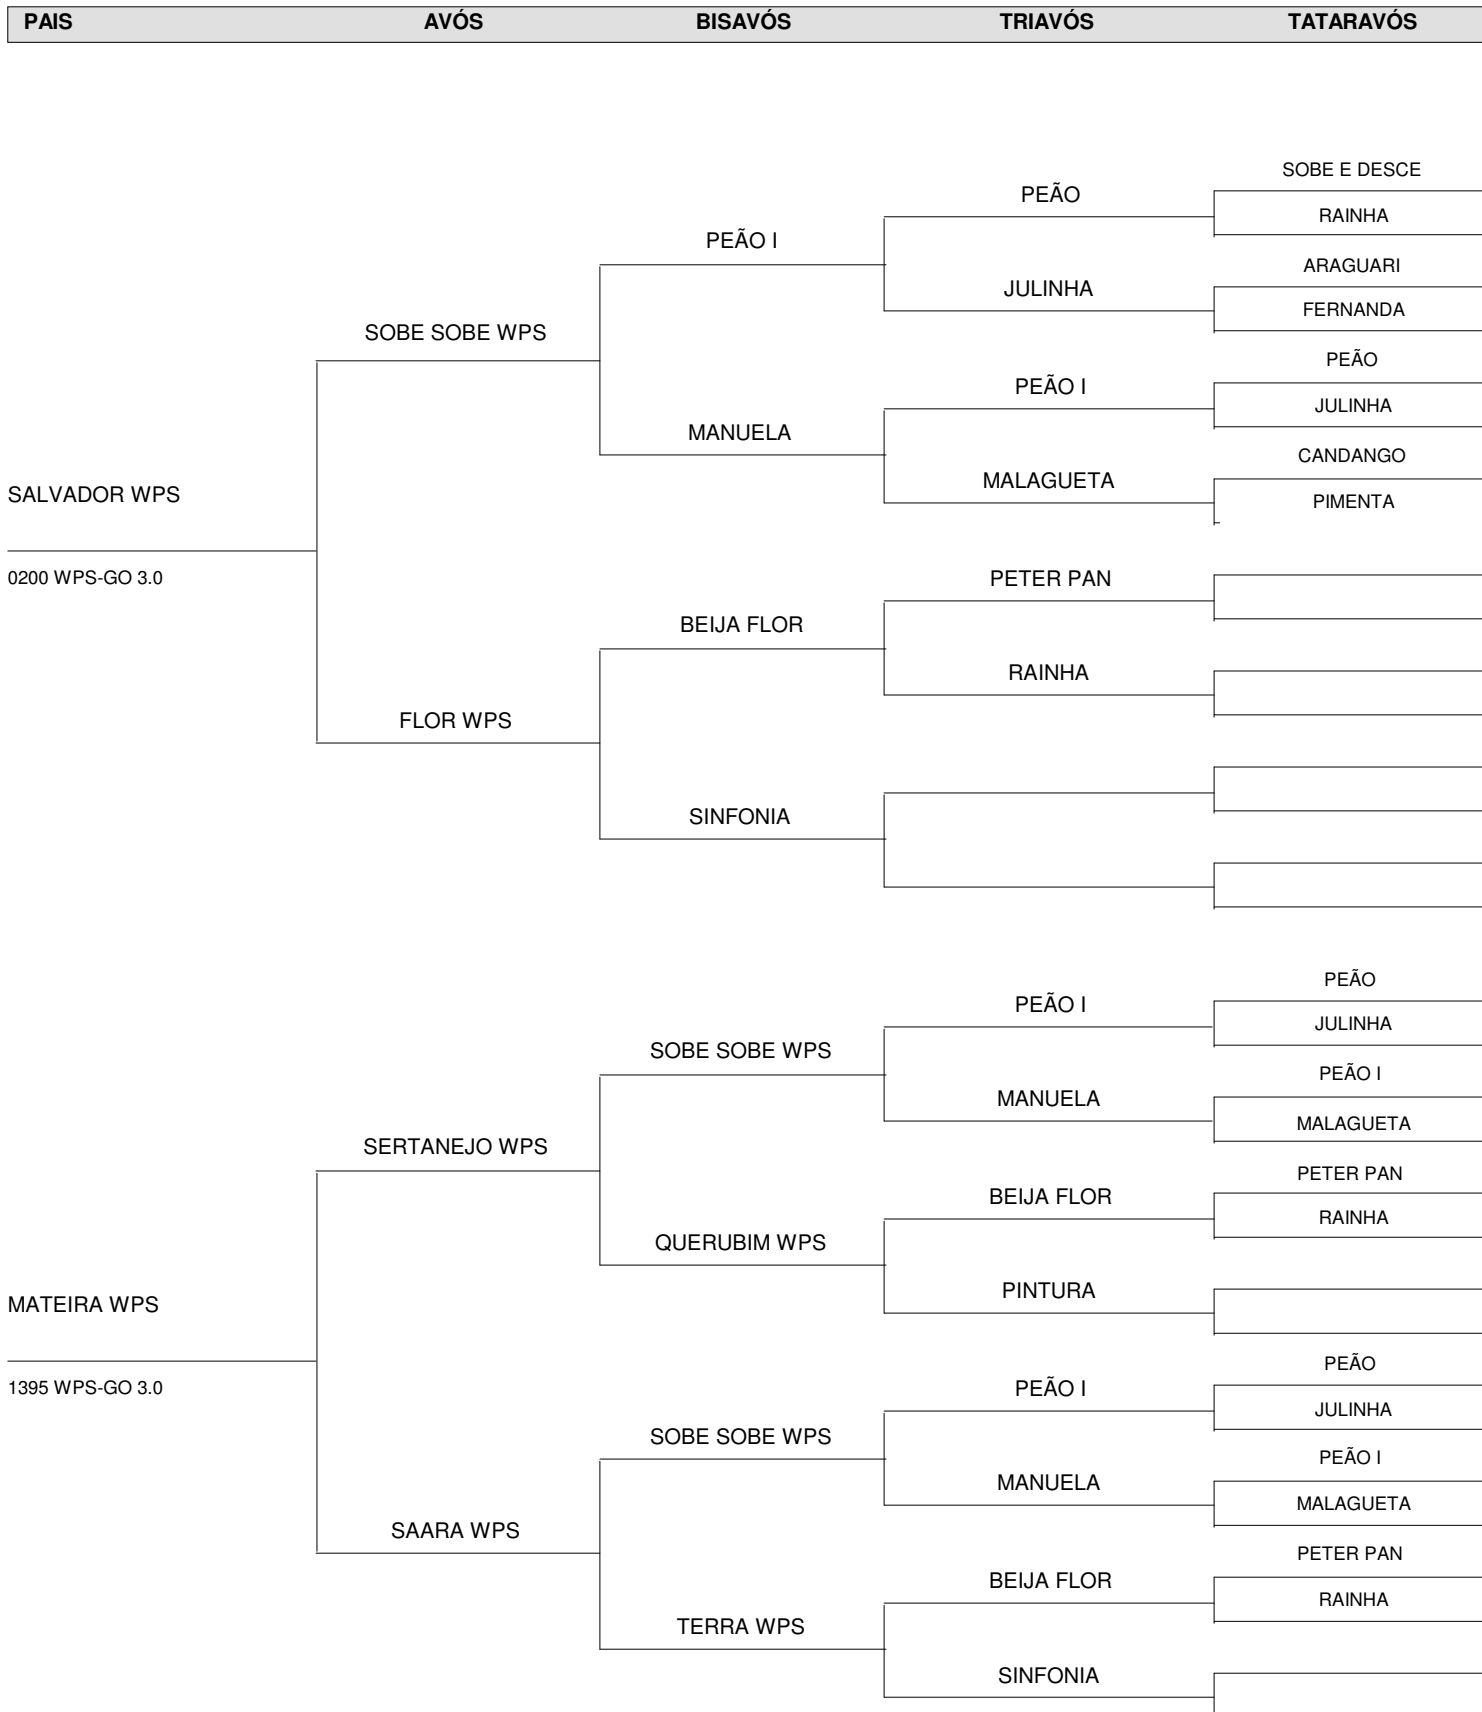 PAIS AVÓS BISAVÓS TRIAVÓS TATARAVÓS
SOBE E DESCE
PEÃO
RAINHA
PEÃO I
ARAGUARI
JULINHA
FERNANDA
SOBE SOBE WPS
PEÃO
PEÃO I
JULINHA
MANUELA
CANDANGO
MALAGUETA
SALVADOR WPS
PIMENTA
0200 WPS-GO 3.0
PETER PAN
BEIJA FLOR
RAINHA
FLOR WPS
SINFONIA
PEÃO
PEÃO I
JULINHA
SOBE SOBE WPS
PEÃO I
MANUELA
MALAGUETA
SERTANEJO WPS
PETER PAN
BEIJA FLOR
RAINHA
QUERUBIM WPS
PINTURA
MATEIRA WPS
PEÃO
1395 WPS-GO 3.0
PEÃO I
JULINHA
SOBE SOBE WPS
PEÃO I
MANUELA
MALAGUETA
SAARA WPS
PETER PAN
BEIJA FLOR
RAINHA
TERRA WPS
SINFONIA